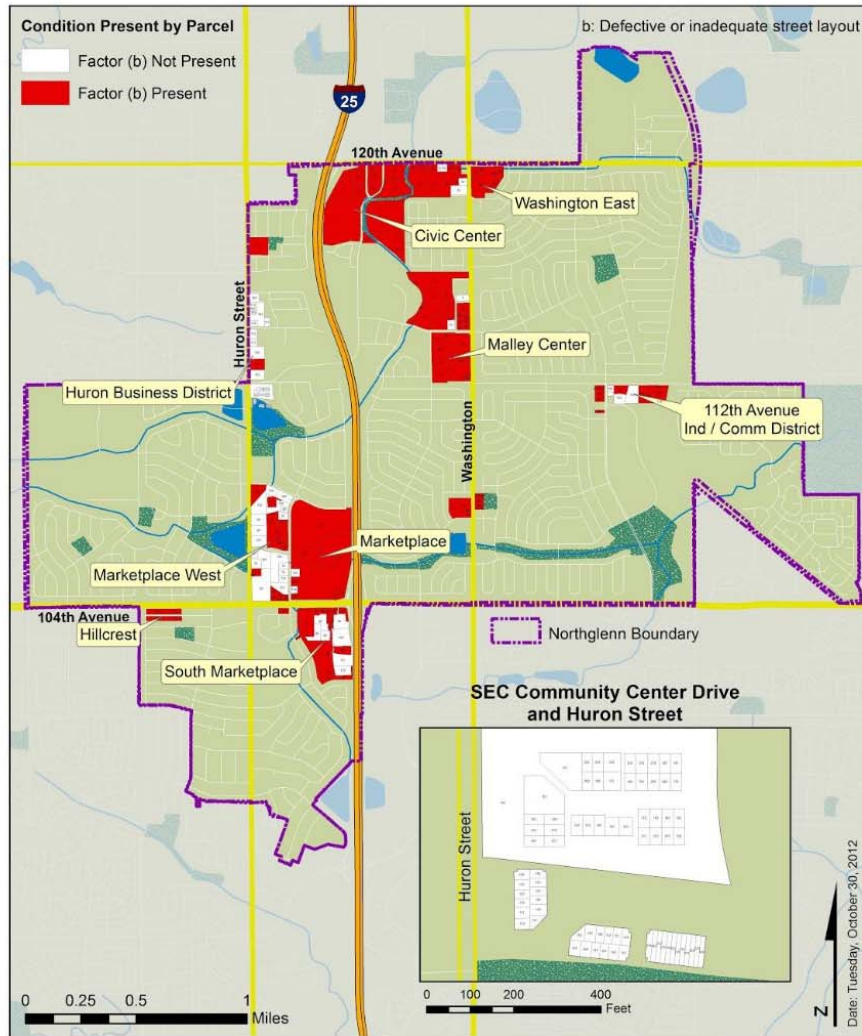 Condition Present by Parcel
Factor (b) Not Present
Factor (b) Present
b: Defective or inadequate street layout
25
120th Avenue
Washington East
Civic Center
Huron Street
Malley Center
Huron Business District
112th Avenue
Ind / Comm District
Washington
Marketplace
Marketplace West
104th Avenue
Hillcrest
Northglenn Boundary
South Marketplace
SEC Community Center Drive
and Huron Street
Huron Street
0 0.25 0.5 1
Miles
0 100 200 400
Feet
N
Date: Tuesday, October 30, 2012